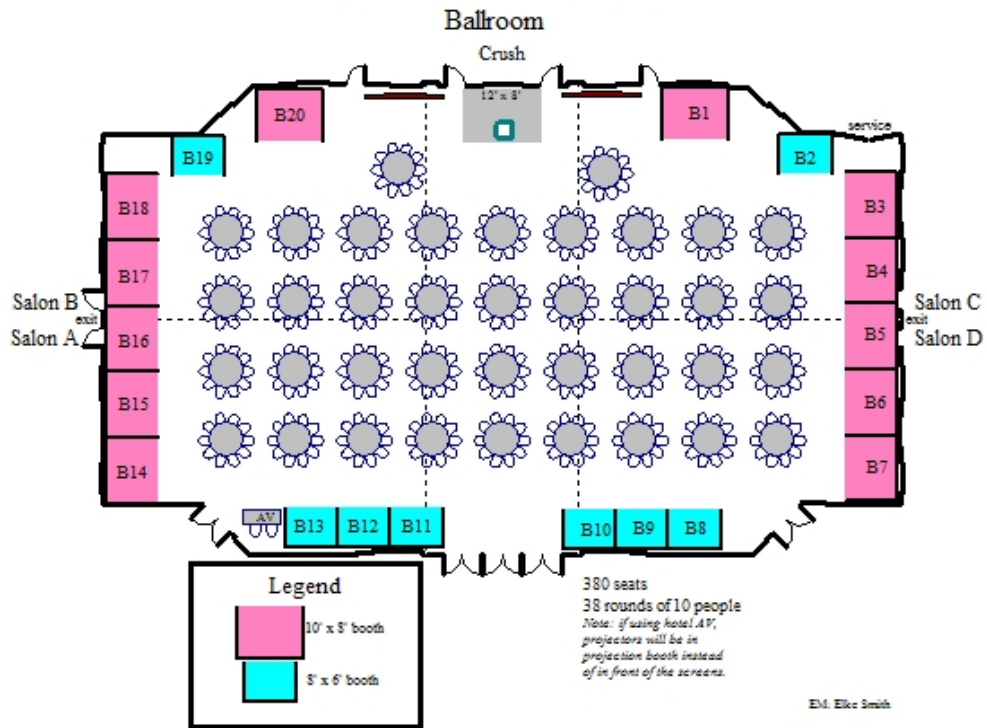 Ballroom
Crush
12' x 8'
B20
B1
service
B19
B2
B18
B3
B17
B4
Salon B
Salon C
exit
exit
Salon A
Salon D
B16
B5
B15
B6
B14
B7
AV
B13
B12
B11
B10
B9
B8
Legend
10' x 8' booth
8' x 6' booth
380 seats
38 rounds of 10 people
Note: if using hotel AV,
projectors will be in
projection booth instead
of in front of the screens.
EM: Elke Smith